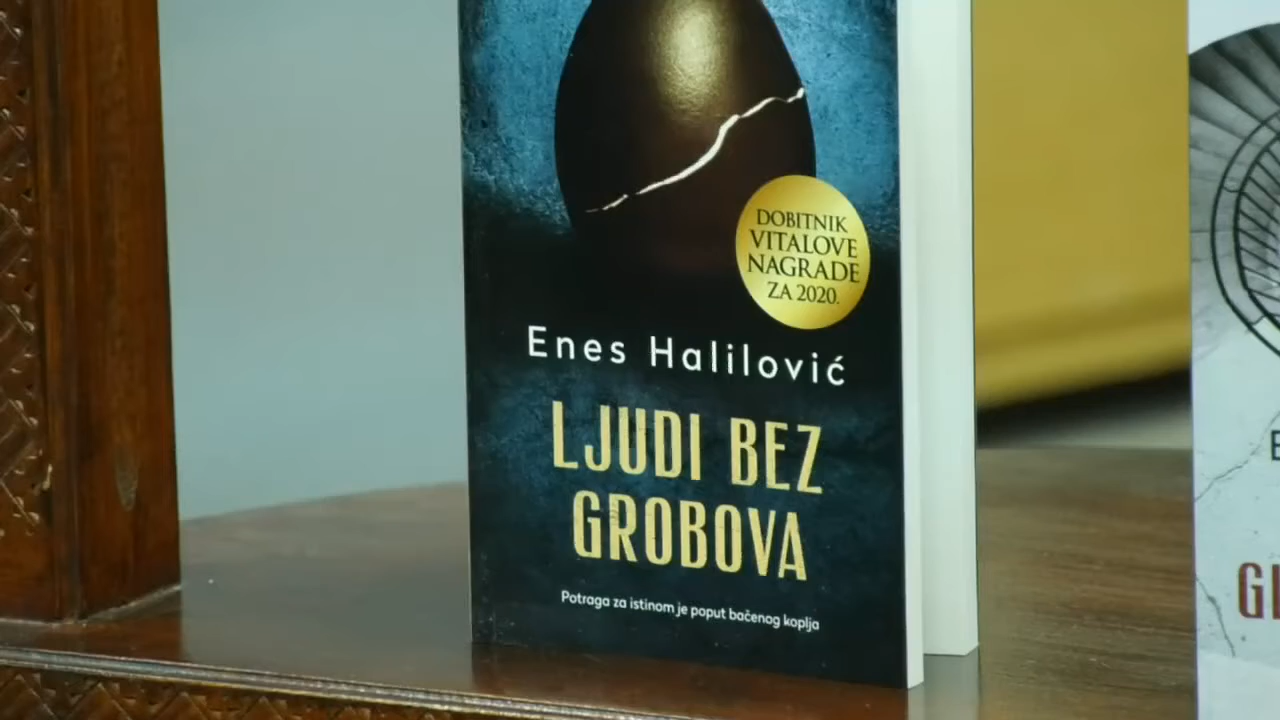 DOBITNIK
VITALOVE
NAGRADE
ZA 2020.
Enes Halilović
LJUDI BEZ
GROBOVA
Potraga za istinom je poput bačenog koplja